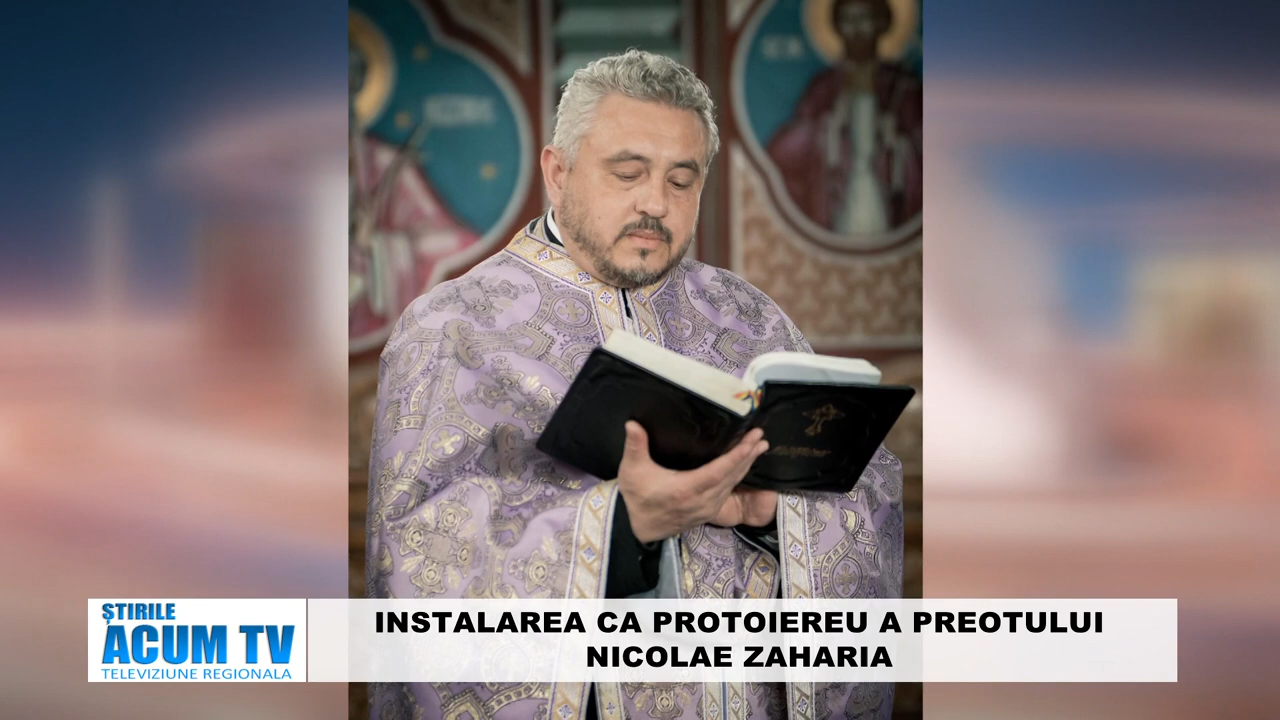 ȘTIRILE
ACUM TV
TELEVIZIUNE REGIONALA
INSTALAREA CA PROTOIEREU A PREOTULUI
NICOLAE ZAHARIA